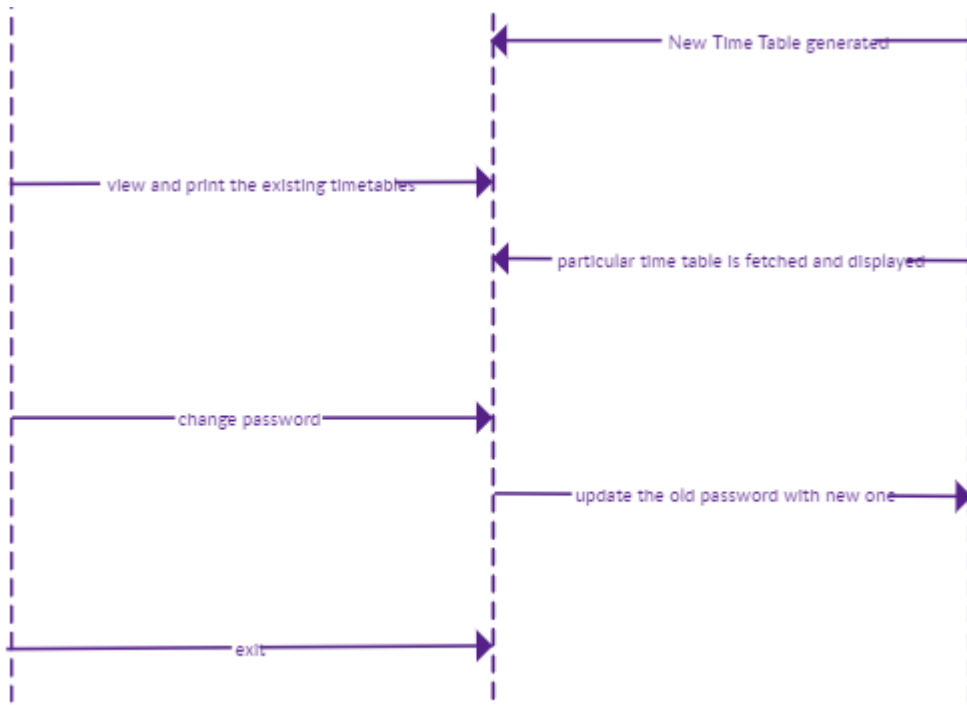 New Time Table generated
view and print the existing timetables
particular time table is fetched and displayed
change password
update the old password with new one
exit